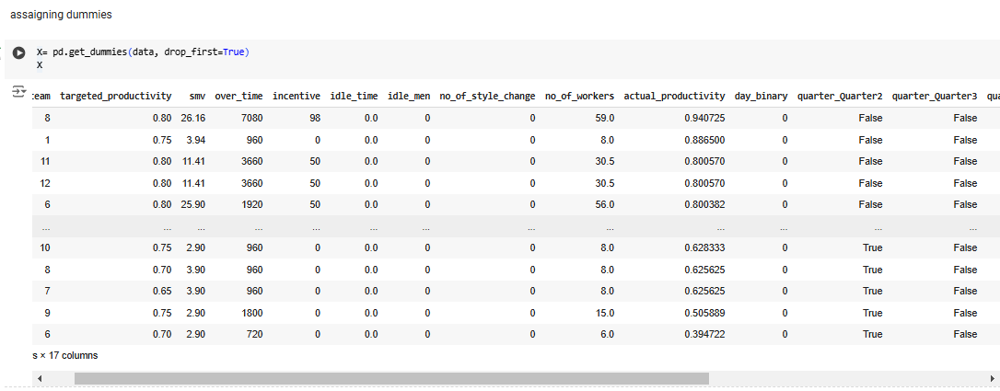 assaigning dummies
X= pd.get_dummies(data, drop_first=True)
X
team targeted_productivity smv over_time incentive idle_time idle_men no_of_style_change no_of_workers actual_productivity day_binary quarter_Quarter2 quarter_Quarter3
8 0.80 26.16 7080 98 0.0 0 0 59.0 0.940725 0 False False
1 0.75 3.94 960 0 0.0 0 0 8.0 0.886500 0 False False
11 0.80 11.41 3660 50 0.0 0 0 30.5 0.800570 0 False False
12 0.80 11.41 3660 50 0.0 0 0 30.5 0.800570 0 False False
6 0.80 25.90 1920 50 0.0 0 0 56.0 0.800382 0 False False
... ... ... ... ... ... ... ... ... ... ... ... ...
10 0.75 2.90 960 0 0.0 0 0 8.0 0.628333 0 True False
8 0.70 3.90 960 0 0.0 0 0 8.0 0.625625 0 True False
7 0.65 3.90 960 0 0.0 0 0 8.0 0.625625 0 True False
9 0.75 2.90 1800 0 0.0 0 0 15.0 0.505889 0 True False
6 0.70 2.90 720 0 0.0 0 0 6.0 0.394722 0 True False
s × 17 columns